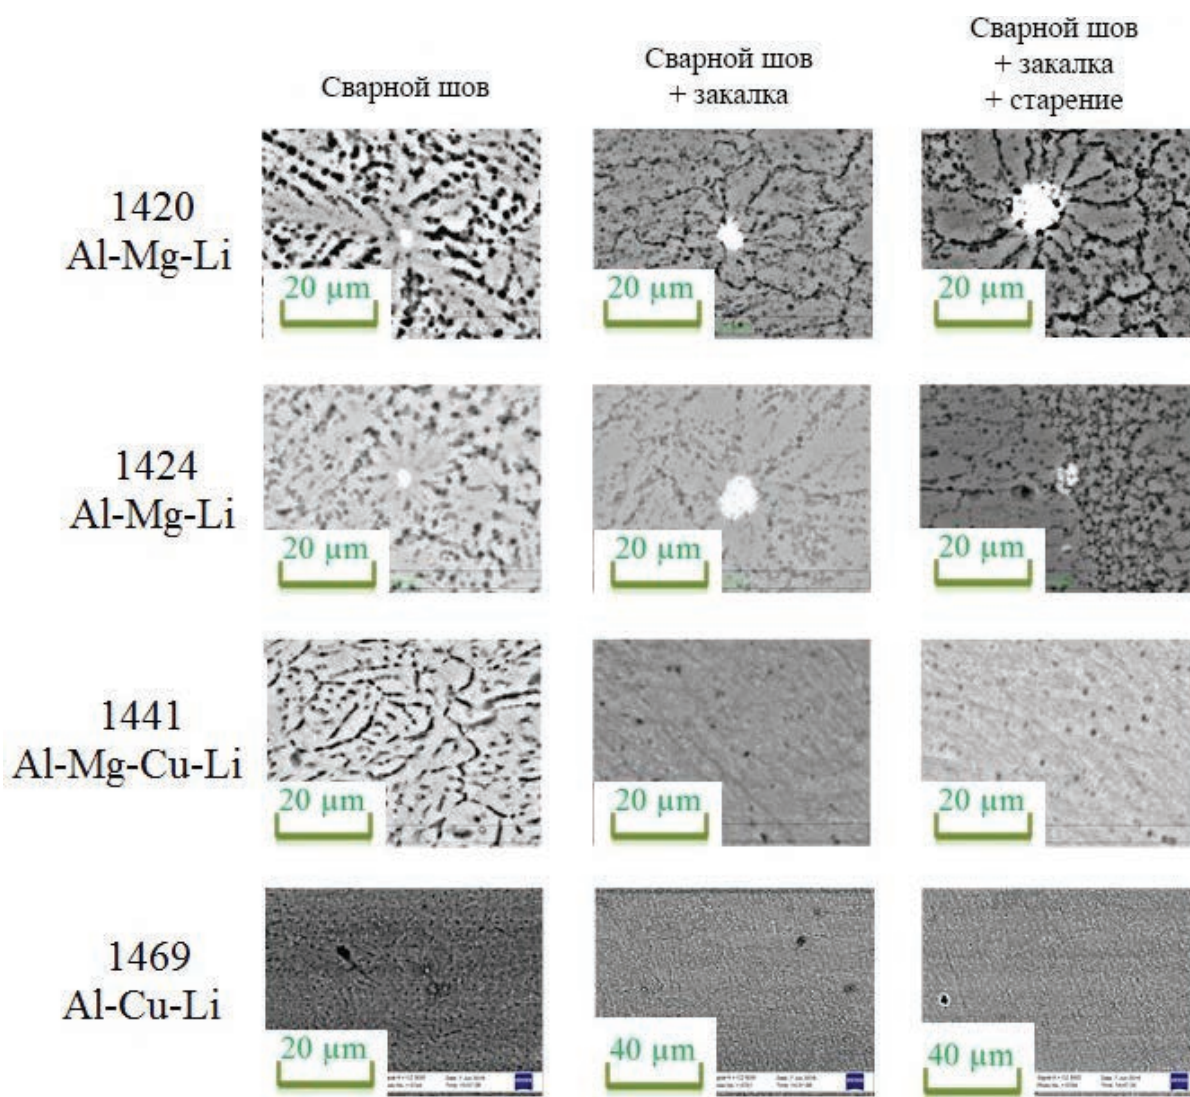 Сварной шов
Сварной шов
+ закалка
Сварной шов
+ закалка
+ старение
1420
Al-Mg-Li
20 µm
20 µm
20 µm
1424
Al-Mg-Li
20 µm
20 µm
20 µm
1441
Al-Mg-Cu-Li
20 µm
20 µm
20 µm
1469
Al-Cu-Li
20 µm
40 µm
40 µm